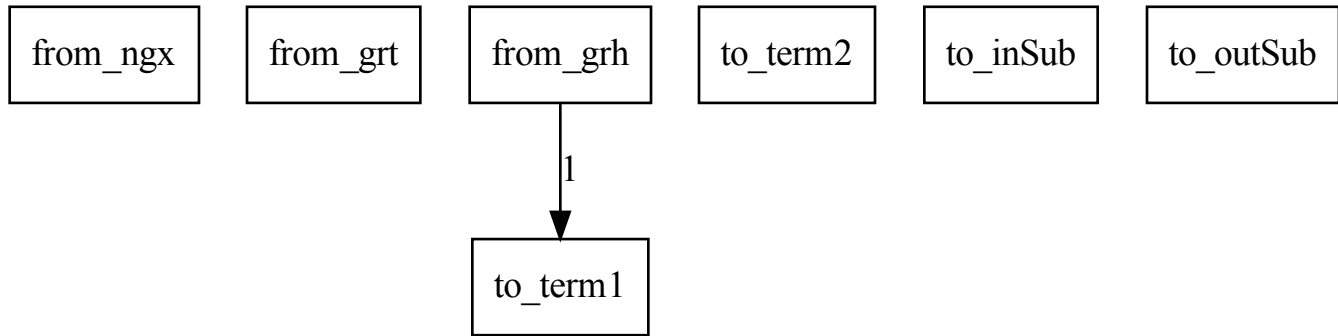 from_ngx
from_grt
from_grh
to_term2
to_inSub
to_outSub
1
to_term1